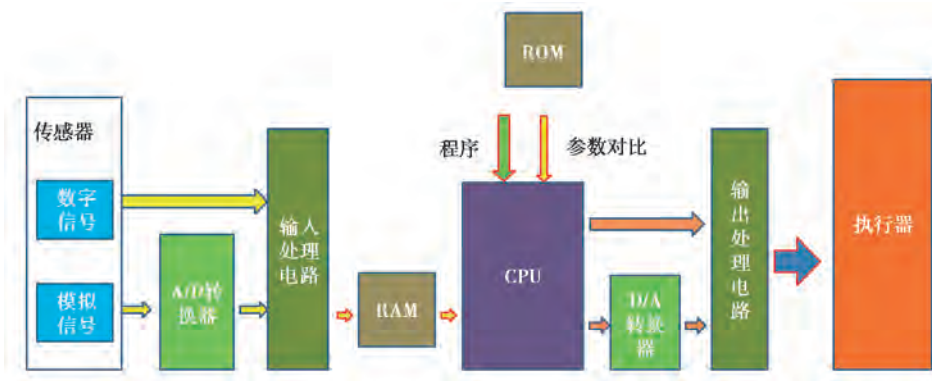 ROM
传感器
程序
参数对比
数字
信号
输入
处理
电路
输
出
处
理
电
路
执行器
CPU
模拟
信号
A/D转
换器
RAM
D/A
转换
器